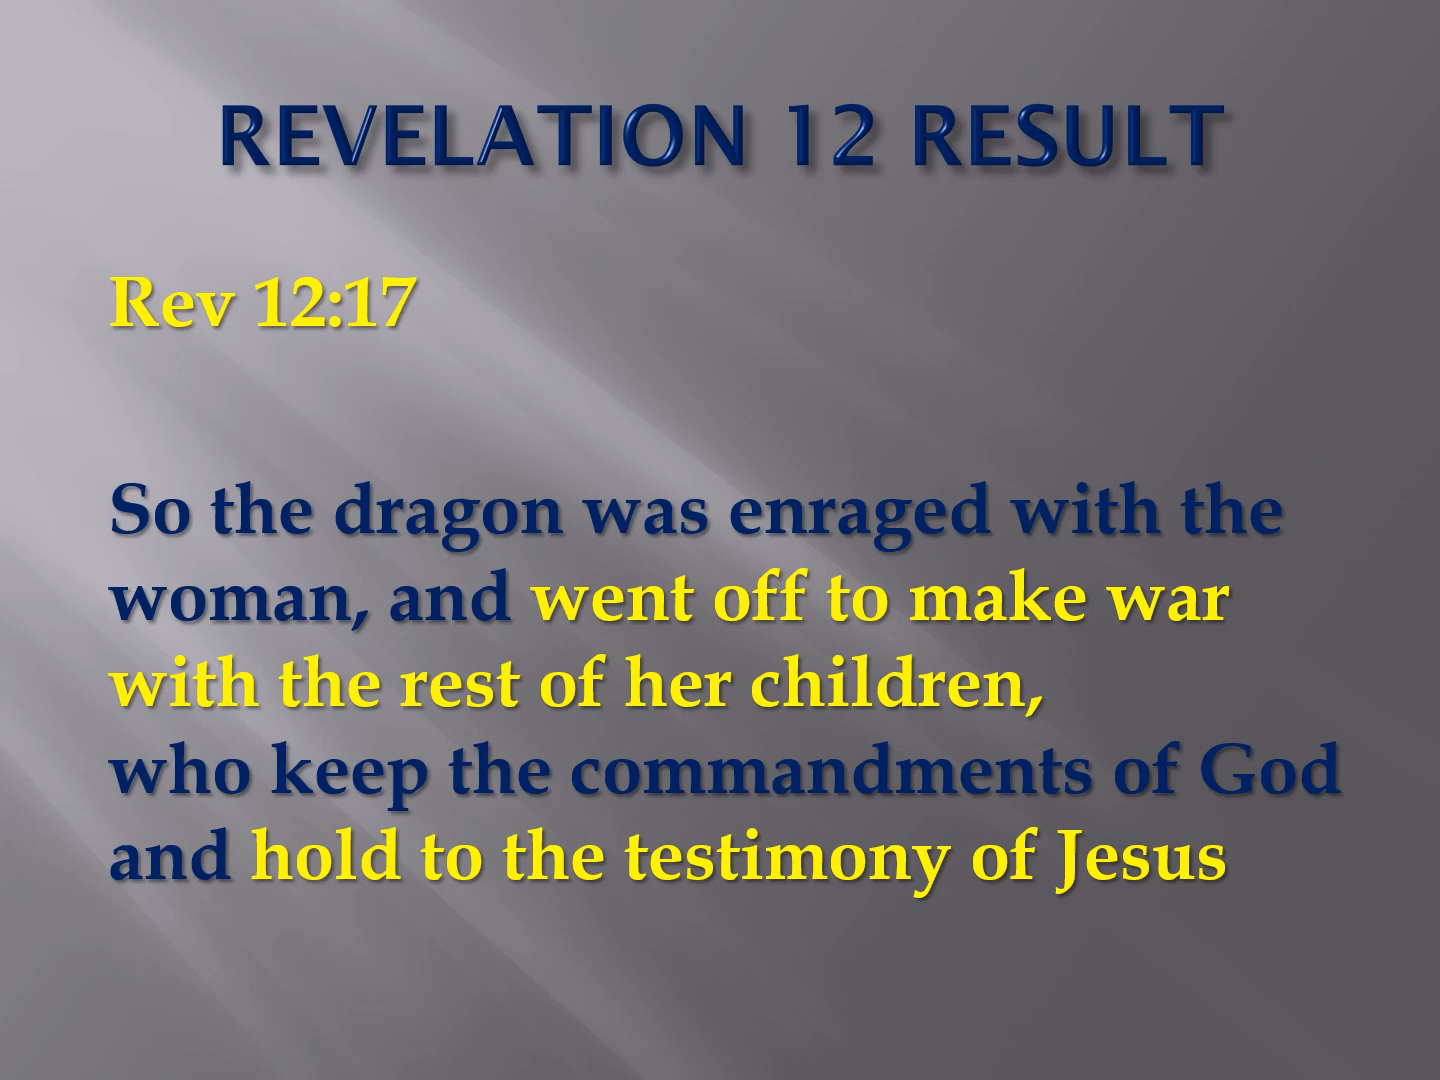 REVELATION 12 RESULT
Rev 12:17
So the dragon was enraged with the
woman, and went off to make war
with the rest of her children,
who keep the commandments of God
and hold to the testimony of Jesus